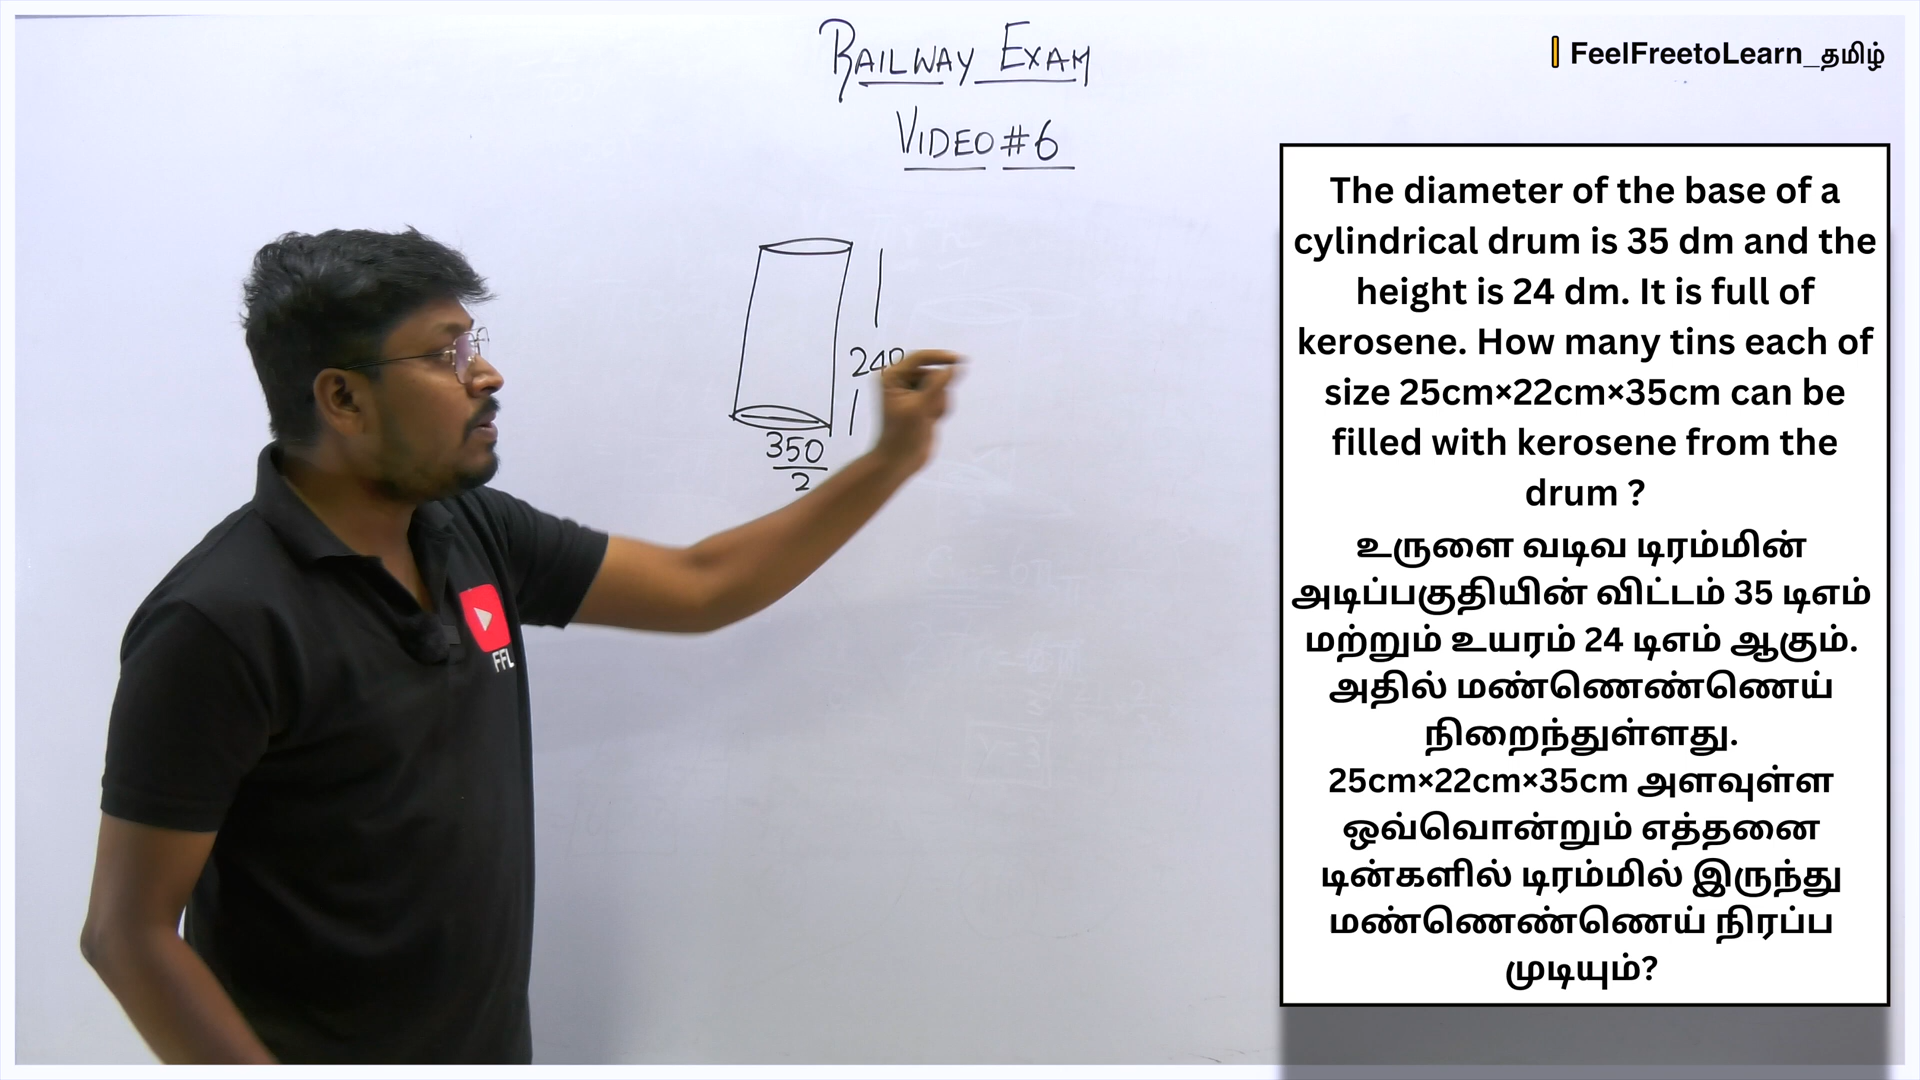 RAILWAY EXAM
VIDEO #6
FeelFreetoLearn_தமிழ்
The diameter of the base of a
cylindrical drum is 35 dm and the
height is 24 dm. It is full of
kerosene. How many tins each of
size 25cm×22cm×35cm can be
filled with kerosene from the
drum ?
உருளை வடிவ டிரம்மின்
அடிப்பகுதியின் விட்டம் 35 டிஎம்
மற்றும் உயரம் 24 டிஎம் ஆகும்.
அதில் மண்ணெண்ணெய்
நிறைந்துள்ளது.
25cm×22cm×35cm அளவுள்ள
ஒவ்வொன்றும் எத்தனை
டின்களில் டிரம்மில் இருந்து
மண்ணெண்ணெய் நிரப்ப
முடியும்?
240
350
2
FFL